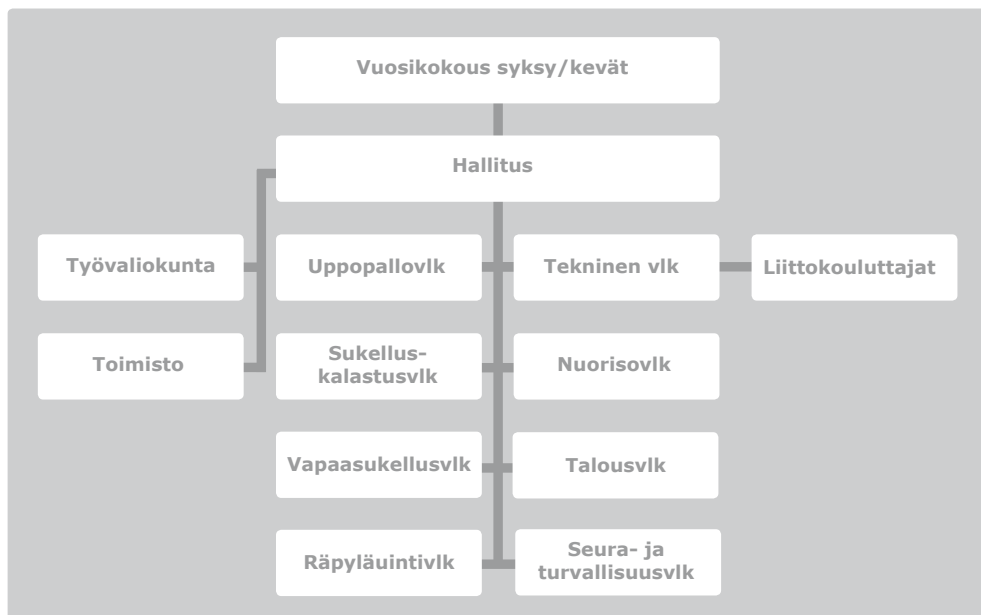 Vuosikokous syksy/kevät
Hallitus
Työvaliokunta
Uppopallovlk
Tekninen vlk
Liittokouluttajat
Toimisto
Sukellus-
kalastusvlk
Nuorisovlk
Vapaasukellusvlk
Talousvlk
Räpyläuintivlk
Seura- ja
turvallisuusvlk